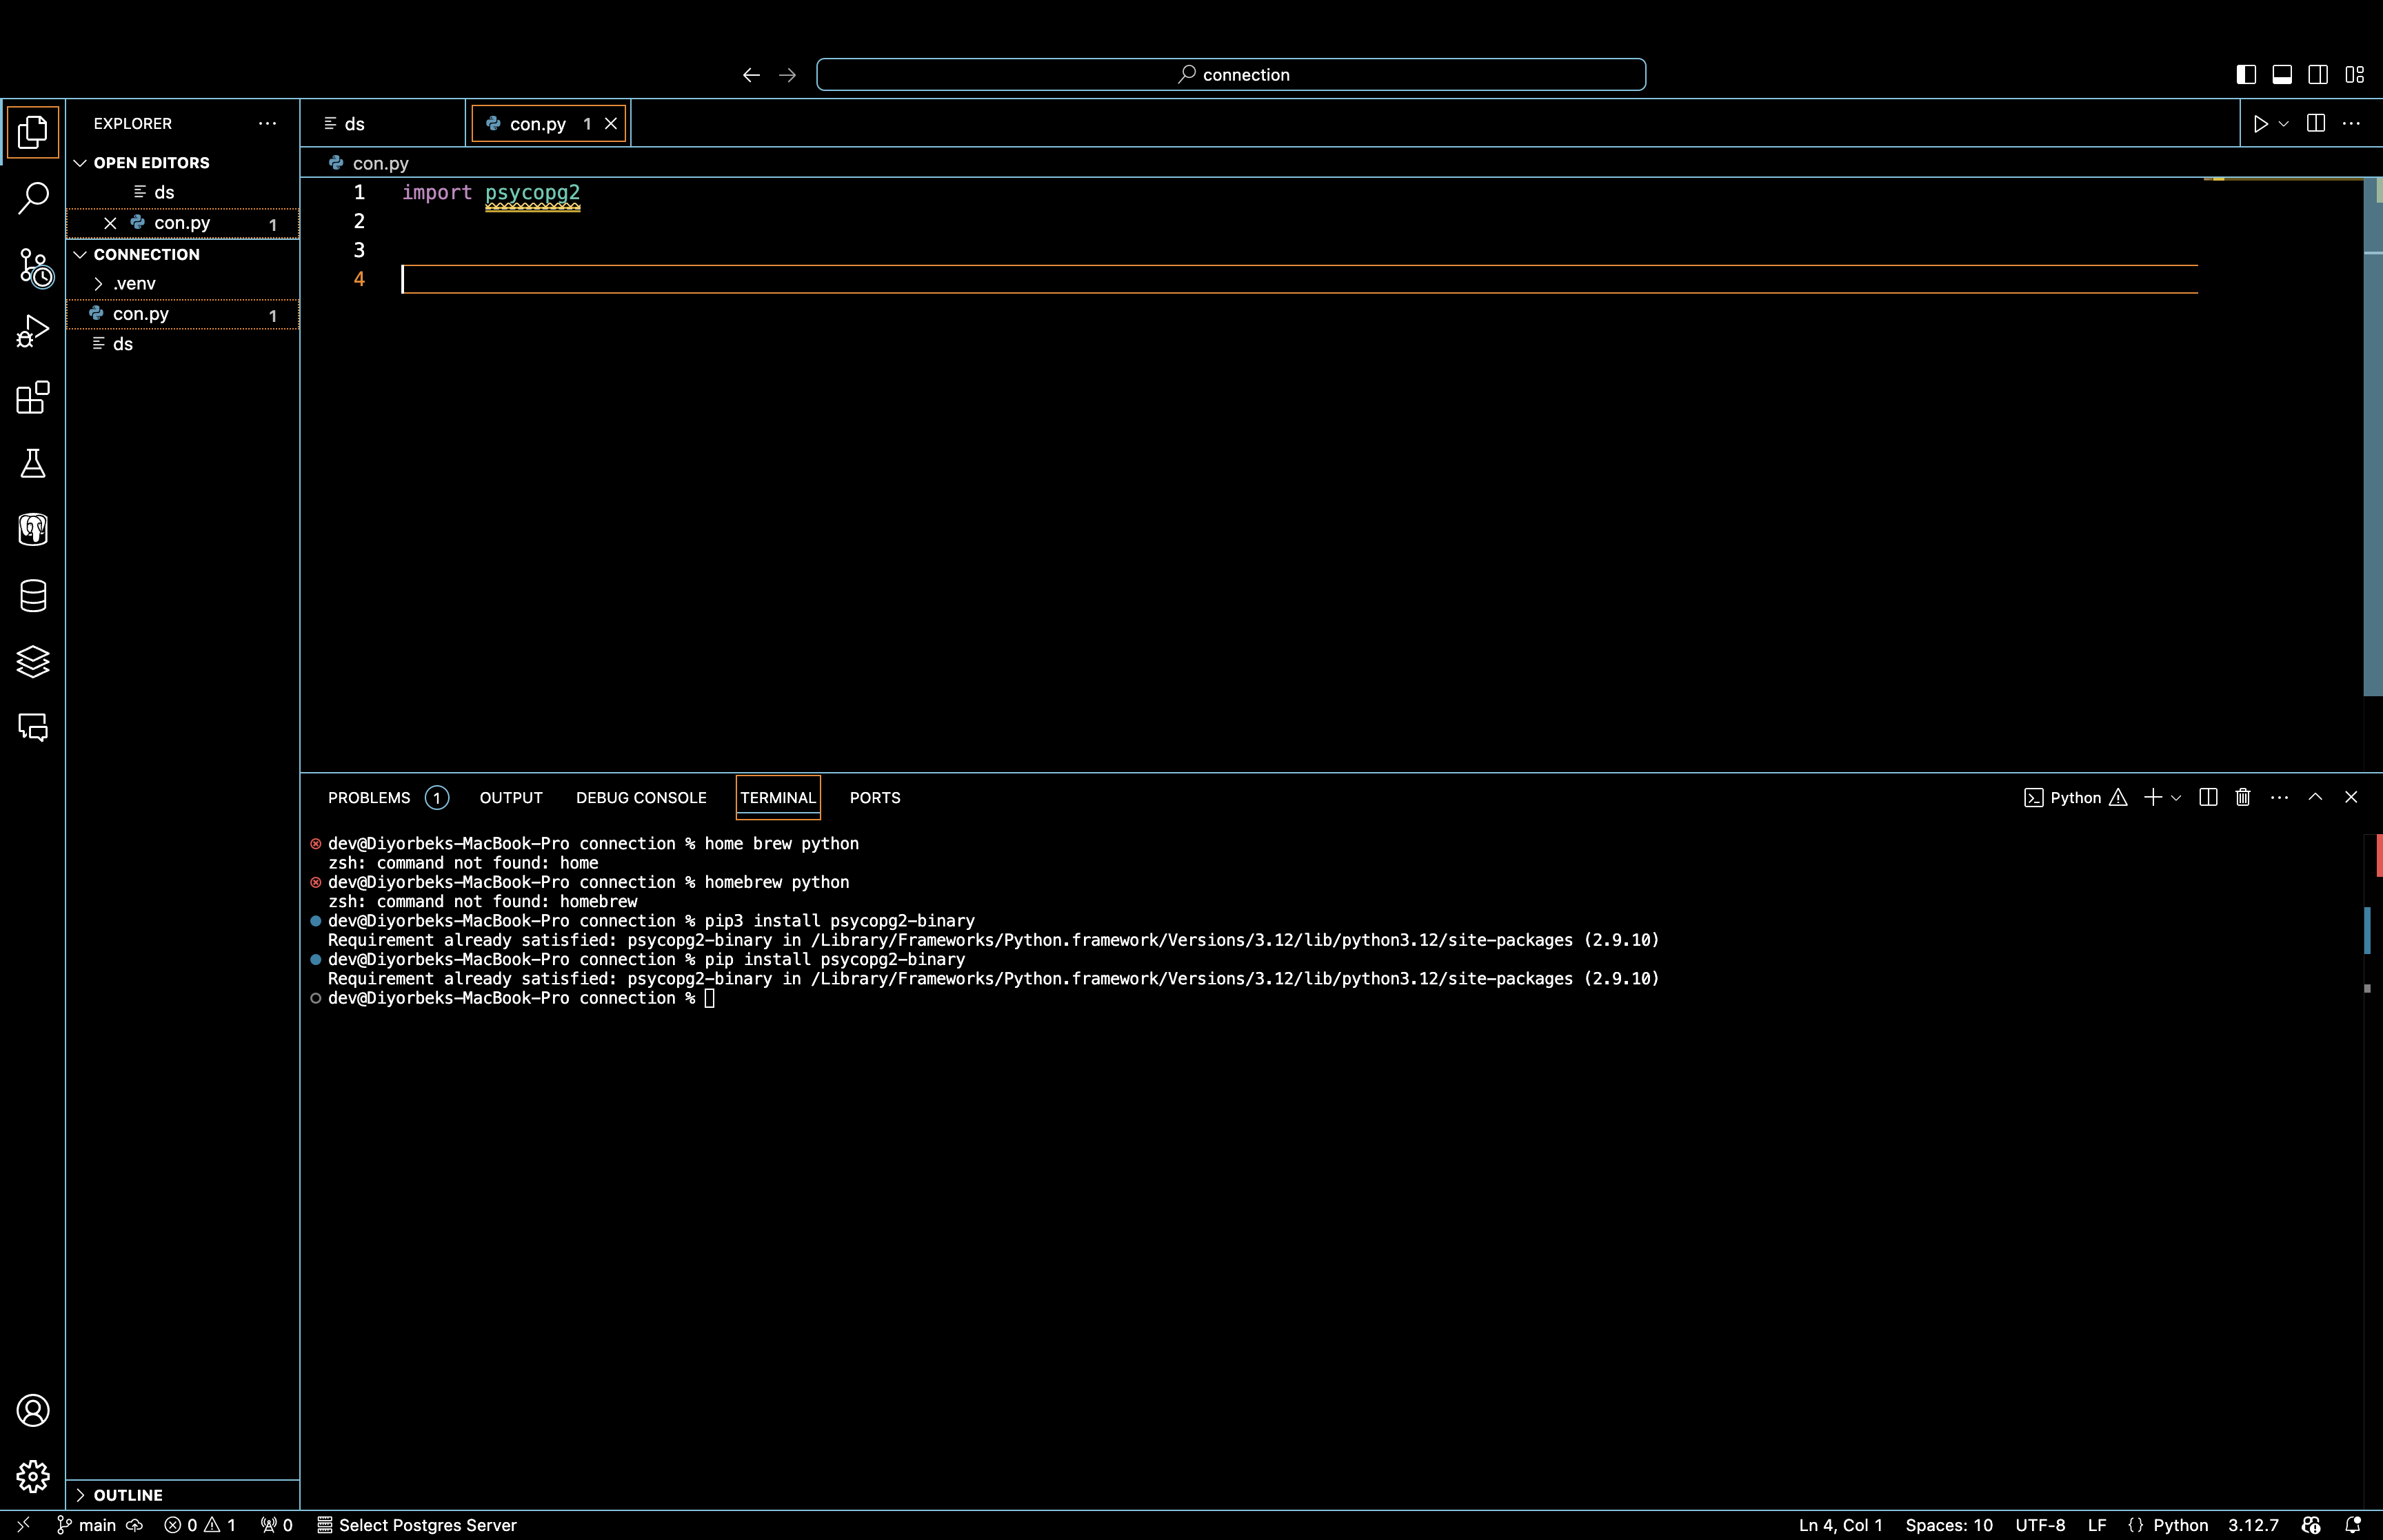 connection
EXPLORER
OPEN EDITORS
ds
con.py 1
CONNECTION
.venv
con.py 1
ds
OUTLINE
ds
con.py 1
con.py
1 import psycopg2
2
3
4
PROBLEMS 1 OUTPUT DEBUG CONSOLE TERMINAL PORTS
Python
dev@Diyorbeks-MacBook-Pro connection % home brew python
zsh: command not found: home
dev@Diyorbeks-MacBook-Pro connection % homebrew python
zsh: command not found: homebrew
dev@Diyorbeks-MacBook-Pro connection % pip3 install psycopg2-binary
Requirement already satisfied: psycopg2-binary in /Library/Frameworks/Python.framework/Versions/3.12/lib/python3.12/site-packages (2.9.10)
dev@Diyorbeks-MacBook-Pro connection % pip install psycopg2-binary
Requirement already satisfied: psycopg2-binary in /Library/Frameworks/Python.framework/Versions/3.12/lib/python3.12/site-packages (2.9.10)
dev@Diyorbeks-MacBook-Pro connection %
main 0 1 0 Select Postgres Server Ln 4, Col 1 Spaces: 10 UTF-8 LF {} Python 3.12.7